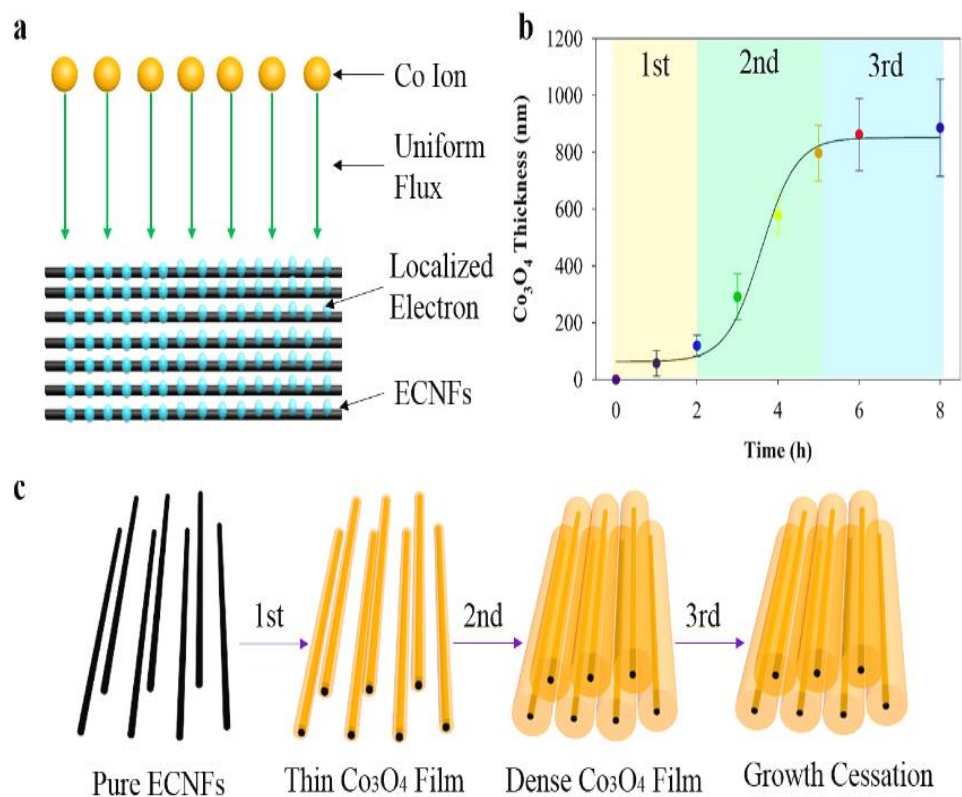 a
Co Ion
Uniform
Flux
Localized
Electron
ECNFs
b
1st
2nd
3rd
Co₃O₄ Thickness (nm)
1200
1000
800
600
400
200
0
0
2
4
6
8
Time (h)
c
1st
2nd
3rd
Pure ECNFs
Thin Co₃O₄ Film
Dense Co₃O₄ Film
Growth Cessation